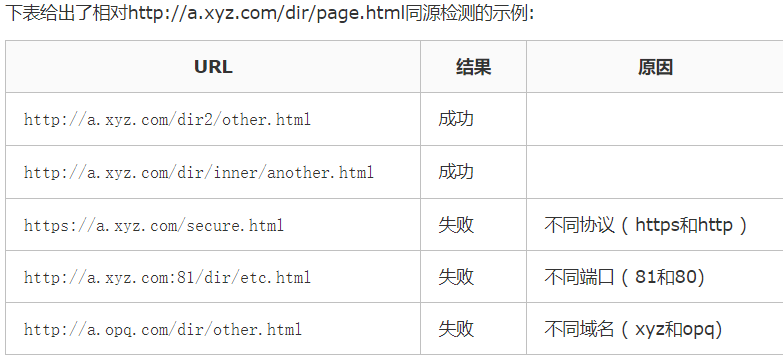 下表给出了相对http://a.xyz.com/dir/page.html同源检测的示例:
URL 结果 原因
http://a.xyz.com/dir2/other.html 成功
http://a.xyz.com/dir/inner/another.html 成功
https://a.xyz.com/secure.html 失败 不同协议 ( https和http )
http://a.xyz.com:81/dir/etc.html 失败 不同端口 ( 81和80)
http://a.opq.com/dir/other.html 失败 不同域名 ( xyz和opq)